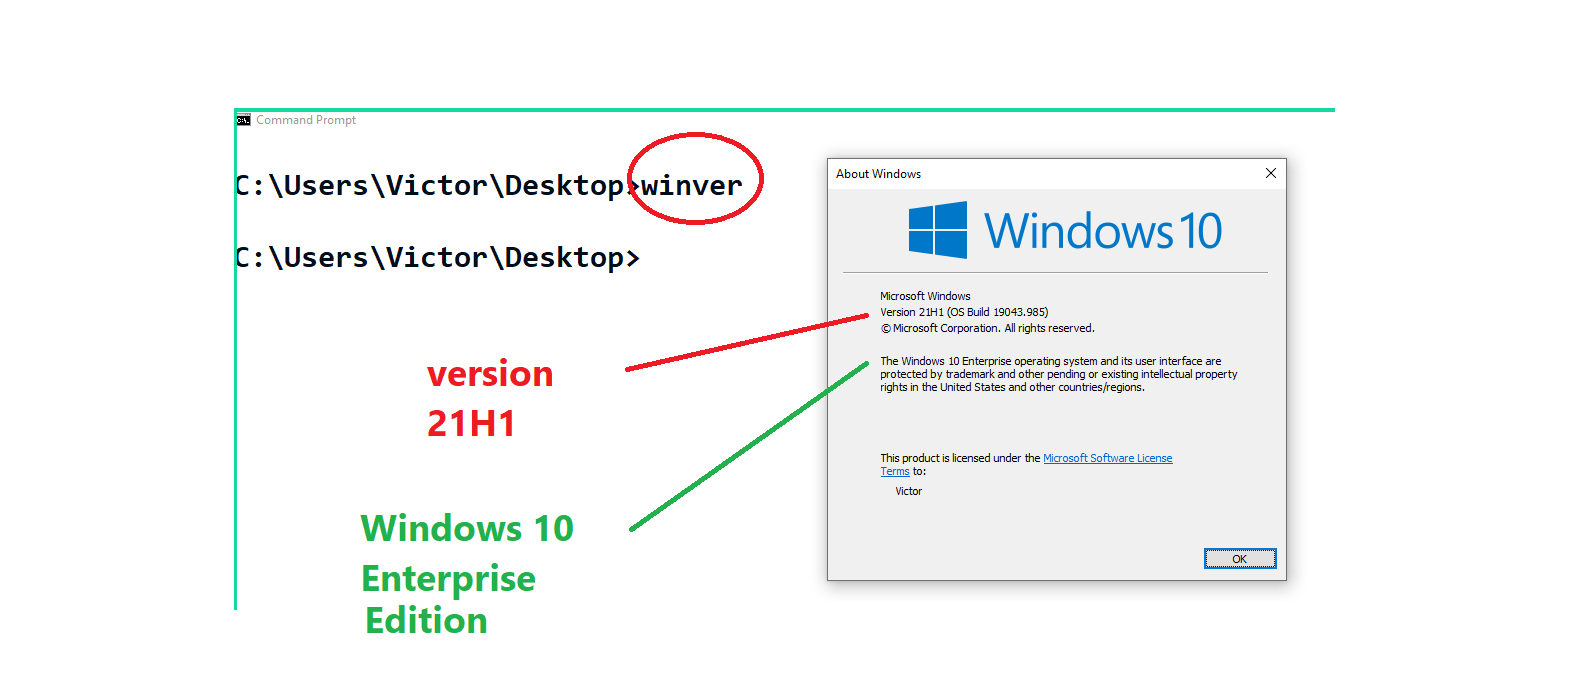 Command Prompt
C:\Users\Victor\Desktop>winver
C:\Users\Victor\Desktop>
version
21H1
Windows 10
Enterprise
Edition
About Windows
Windows 10
Microsoft Windows
Version 21H1 (OS Build 19043.985)
© Microsoft Corporation. All rights reserved.
The Windows 10 Enterprise operating system and its user interface are
protected by trademark and other pending or existing intellectual property
rights in the United States and other countries/regions.
This product is licensed under the Microsoft Software License
Terms to:
Victor
OK